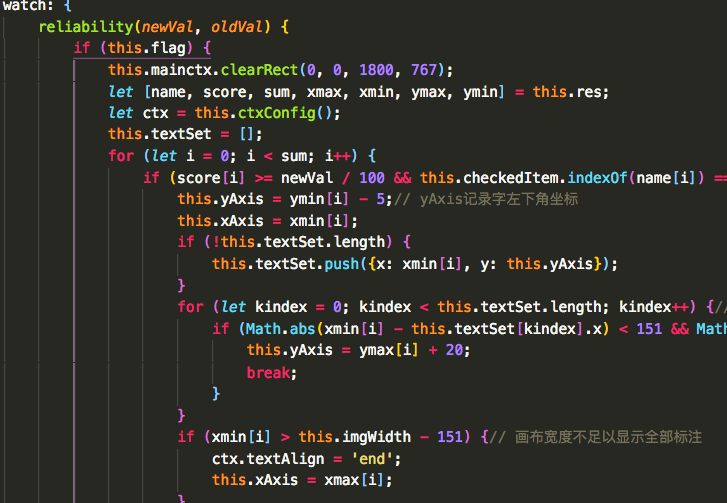 watch: {
reliability(newVal, oldVal) {
if (this.flag) {
this.mainctx.clearRect(0, 0, 1800, 767);
let [name, score, sum, xmax, xmin, ymax, ymin] = this.res;
let ctx = this.ctxConfig();
this.textSet = [];
for (let i = 0; i < sum; i++) {
if (score[i] >= newVal / 100 && this.checkedItem.indexOf(name[i]) ==
this.yAxis = ymin[i] - 5;// yAxis记录字左下角坐标
this.xAxis = xmin[i];
if (!this.textSet.length) {
this.textSet.push({x: xmin[i], y: this.yAxis});
}
for (let kindex = 0; kindex < this.textSet.length; kindex++) {//
if (Math.abs(xmin[i] - this.textSet[kindex].x) < 151 && Math
this.yAxis = ymax[i] + 20;
break;
}
}
if (xmin[i] > this.imgWidth - 151) {// 画布宽度不足以显示全部标注
ctx.textAlign = 'end';
this.xAxis = xmax[i];
}